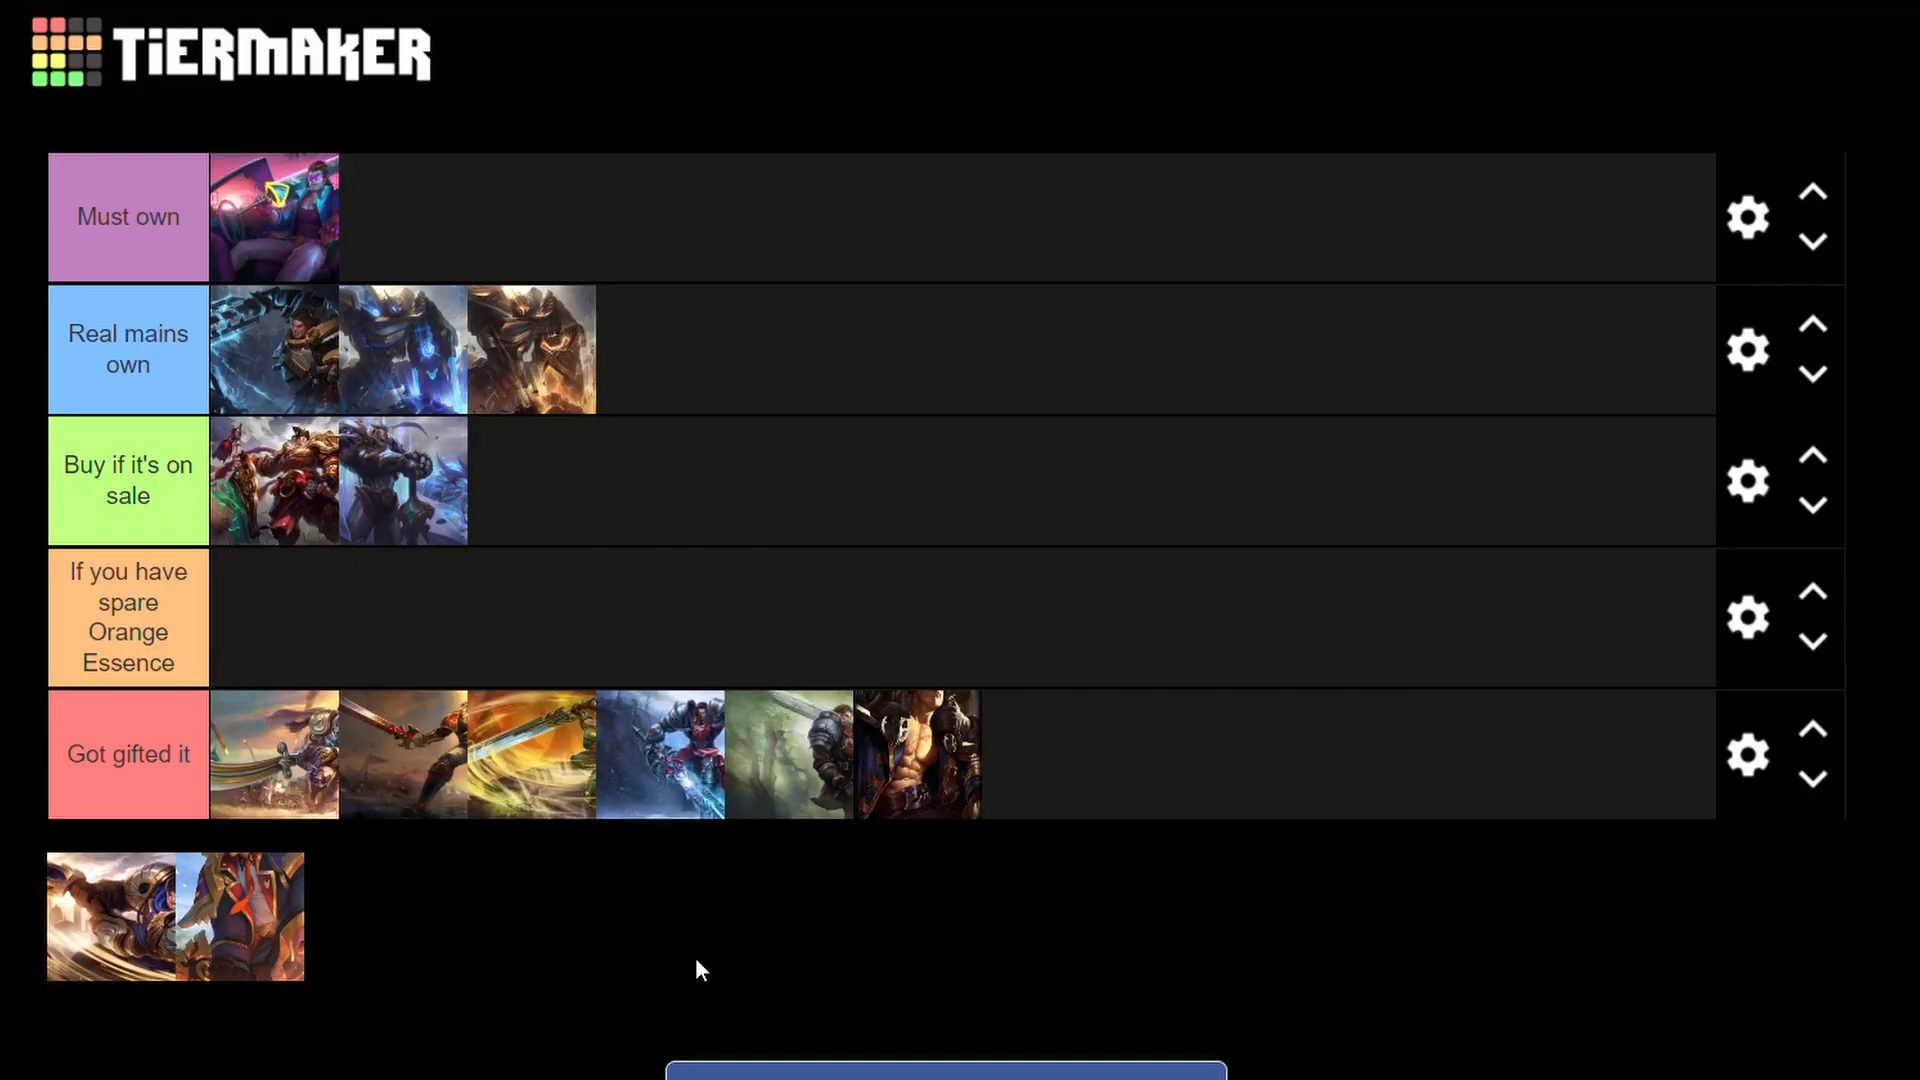 TiERMAKER
Must own
Real mains
own
Buy if it's on
sale
If you have
spare
Orange
Essence
Got gifted it